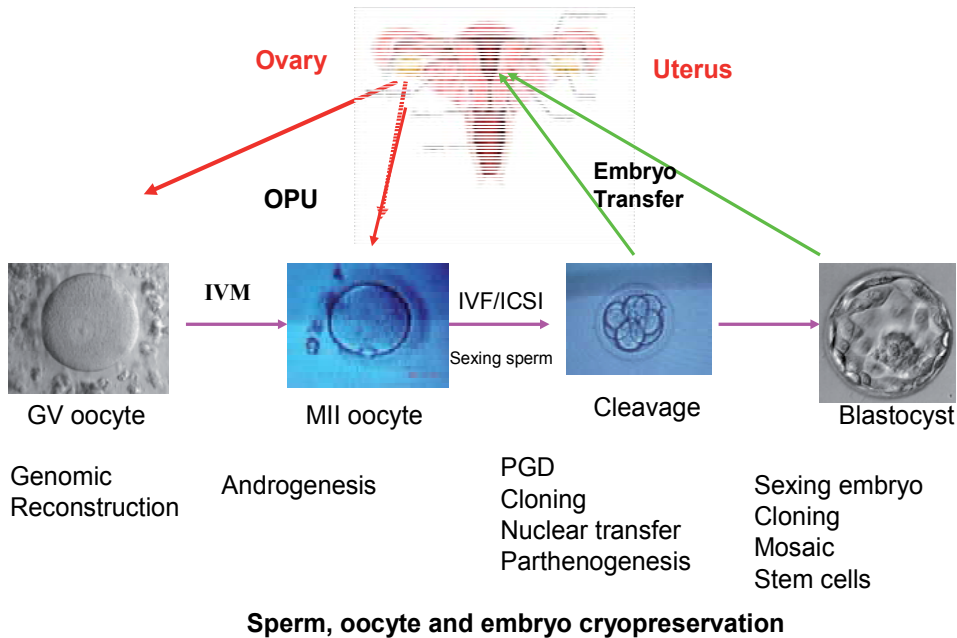 Ovary
Uterus
OPU
Embryo
Transfer
IVM
IVF/ICSI
Sexing sperm
GV oocyte
MII oocyte
Cleavage
Blastocyst
Genomic
Reconstruction
Androgenesis
PGD
Cloning
Nuclear transfer
Parthenogenesis
Sexing embryo
Cloning
Mosaic
Stem cells
Sperm, oocyte and embryo cryopreservation